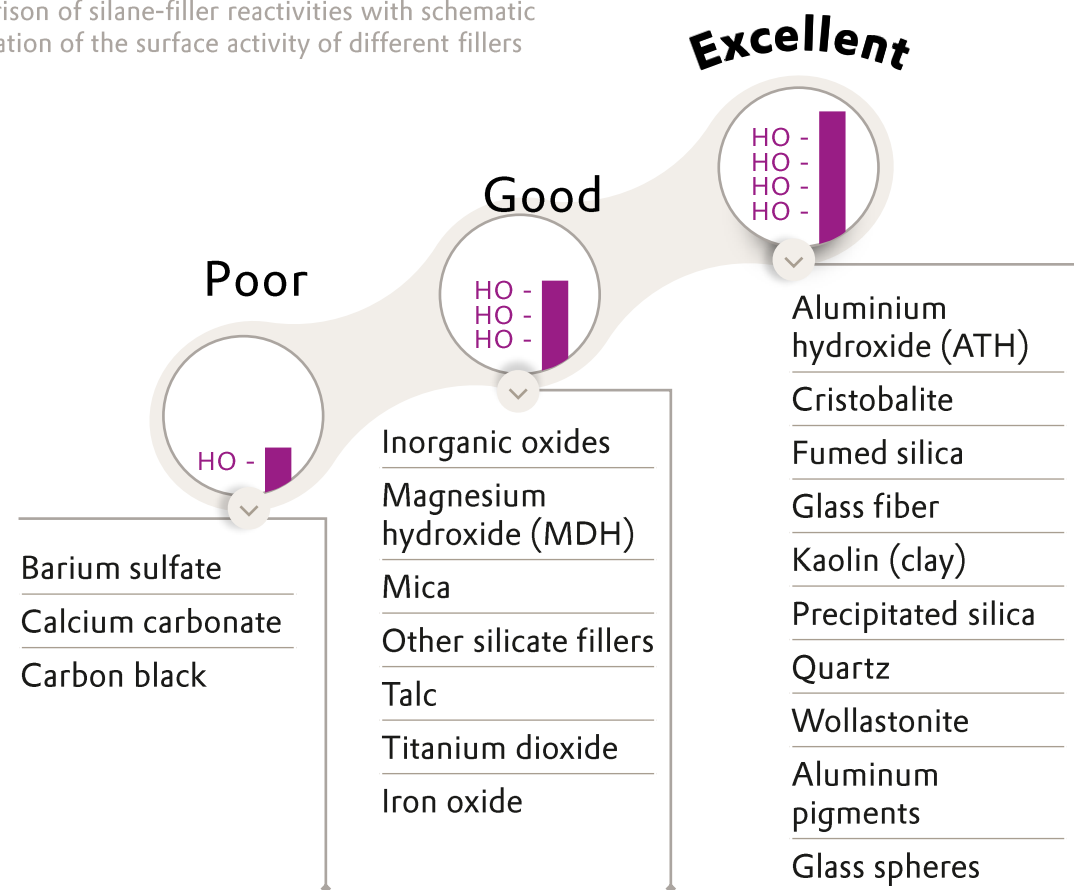 of silane-filler reactivities with schematic
of the surface activity of different fillers
Excellent
HO -
HO -
HO -
HO -
Good
HO -
HO -
HO -
Poor
HO -
Barium sulfate
Calcium carbonate
Carbon black
Inorganic oxides
Magnesium
hydroxide (MDH)
Mica
Other silicate fillers
Talc
Titanium dioxide
Iron oxide
Aluminium
hydroxide (ATH)
Cristobalite
Fumed silica
Glass fiber
Kaolin (clay)
Precipitated silica
Quartz
Wollastonite
Aluminum
pigments
Glass spheres